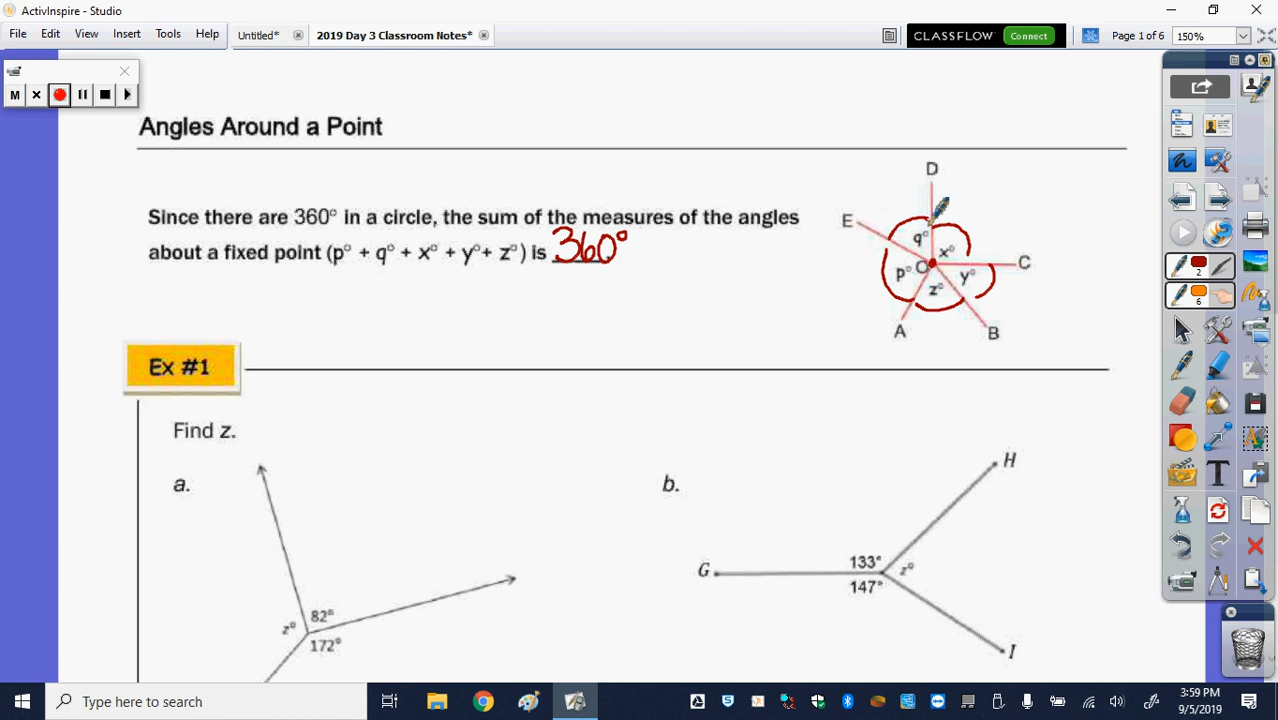 ActivInspire - Studio
File Edit View Insert Tools Help Untitled* 2019 Day 3 Classroom Notes* CLASSFLOW Connect Page 1 of 6 150%
M
Angles Around a Point
Since there are 360° in a circle, the sum of the measures of the angles
about a fixed point (p° + q° + x° + y° + z°) is 360°
D
E
q°
x°
C
p° O
y°
z°
A
B
2
6
Ex #1
Find z.
a.
b.
H
133°
G
z°
147°
82°
z°
172°
I
Type here to search
3:59 PM
9/5/2019